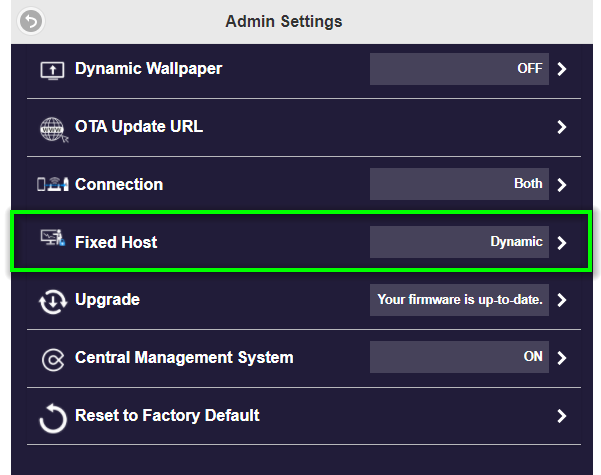 Admin Settings
Dynamic Wallpaper OFF
OTA Update URL
Connection Both
Fixed Host Dynamic
Upgrade Your firmware is up-to-date.
Central Management System ON
Reset to Factory Default